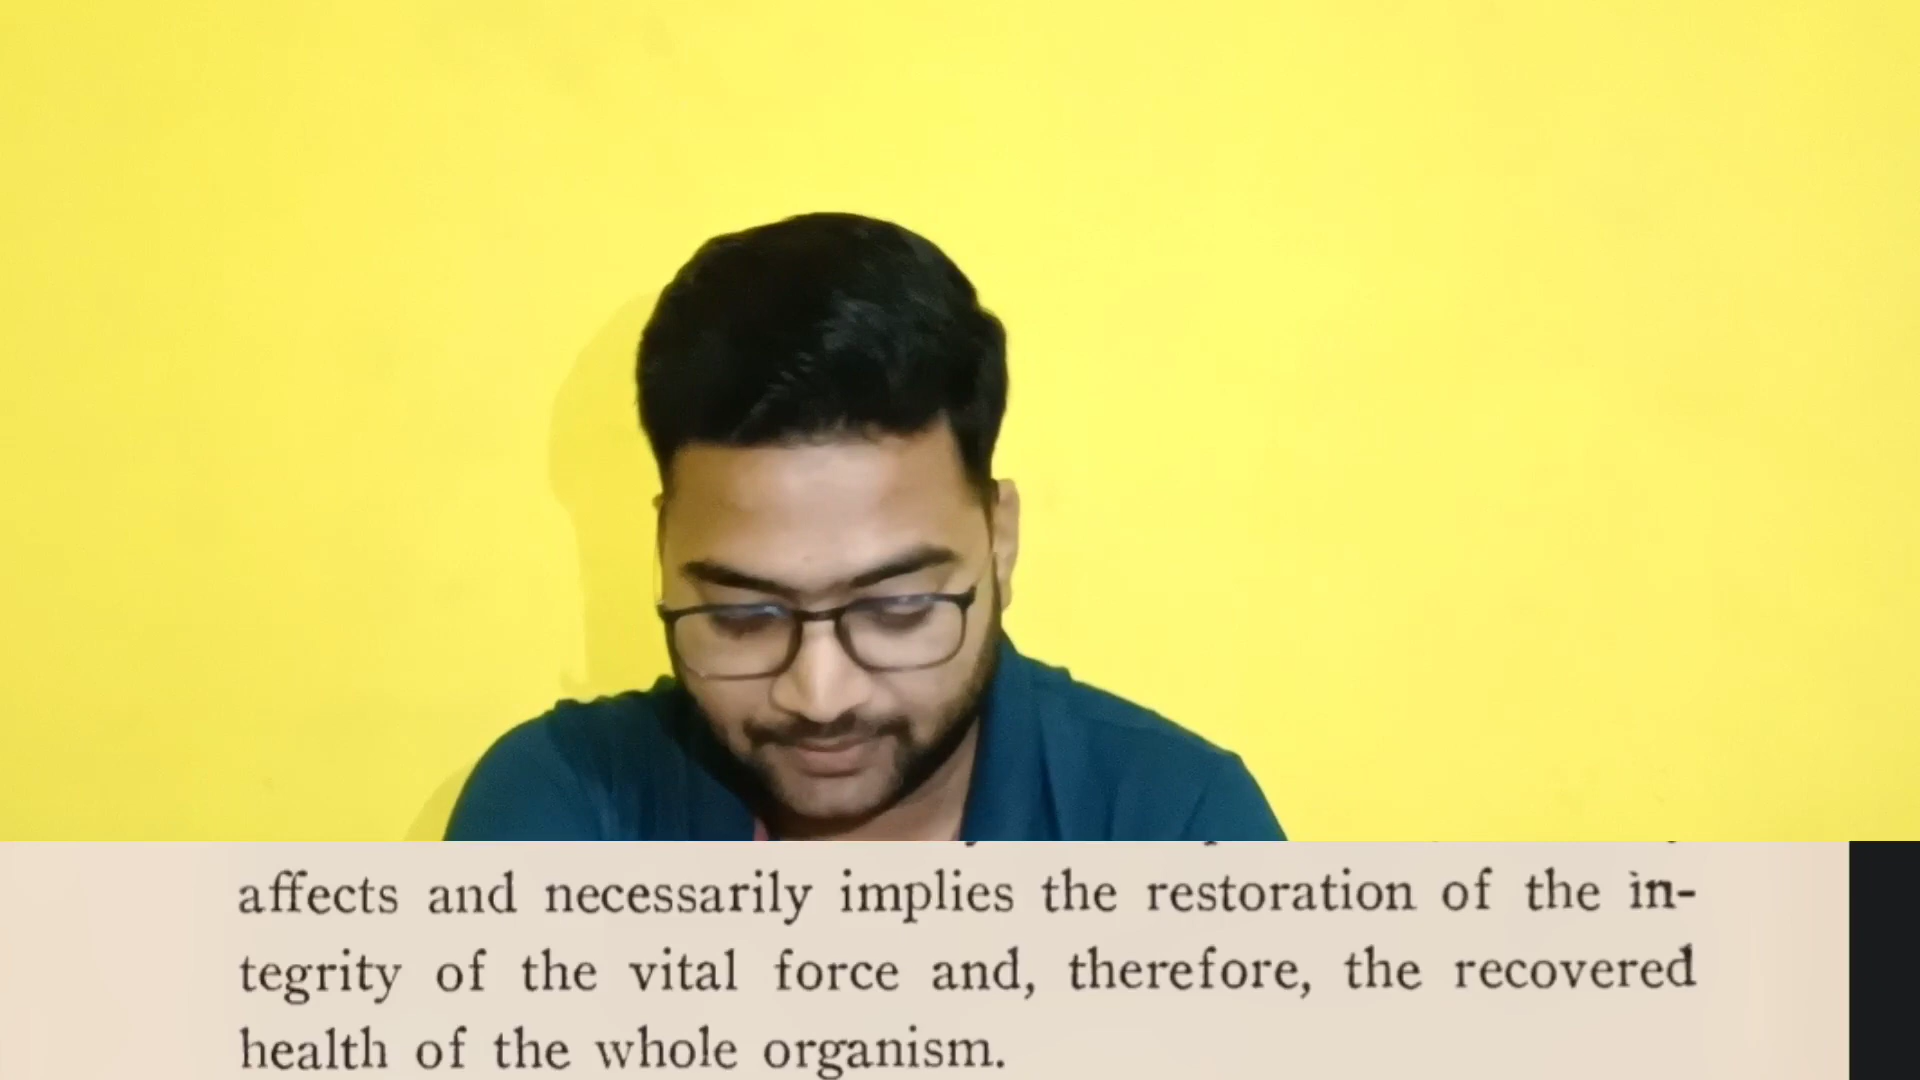 affects and necessarily implies the restoration of the in-
tegrity of the vital force and, therefore, the recovered
health of the whole organism.